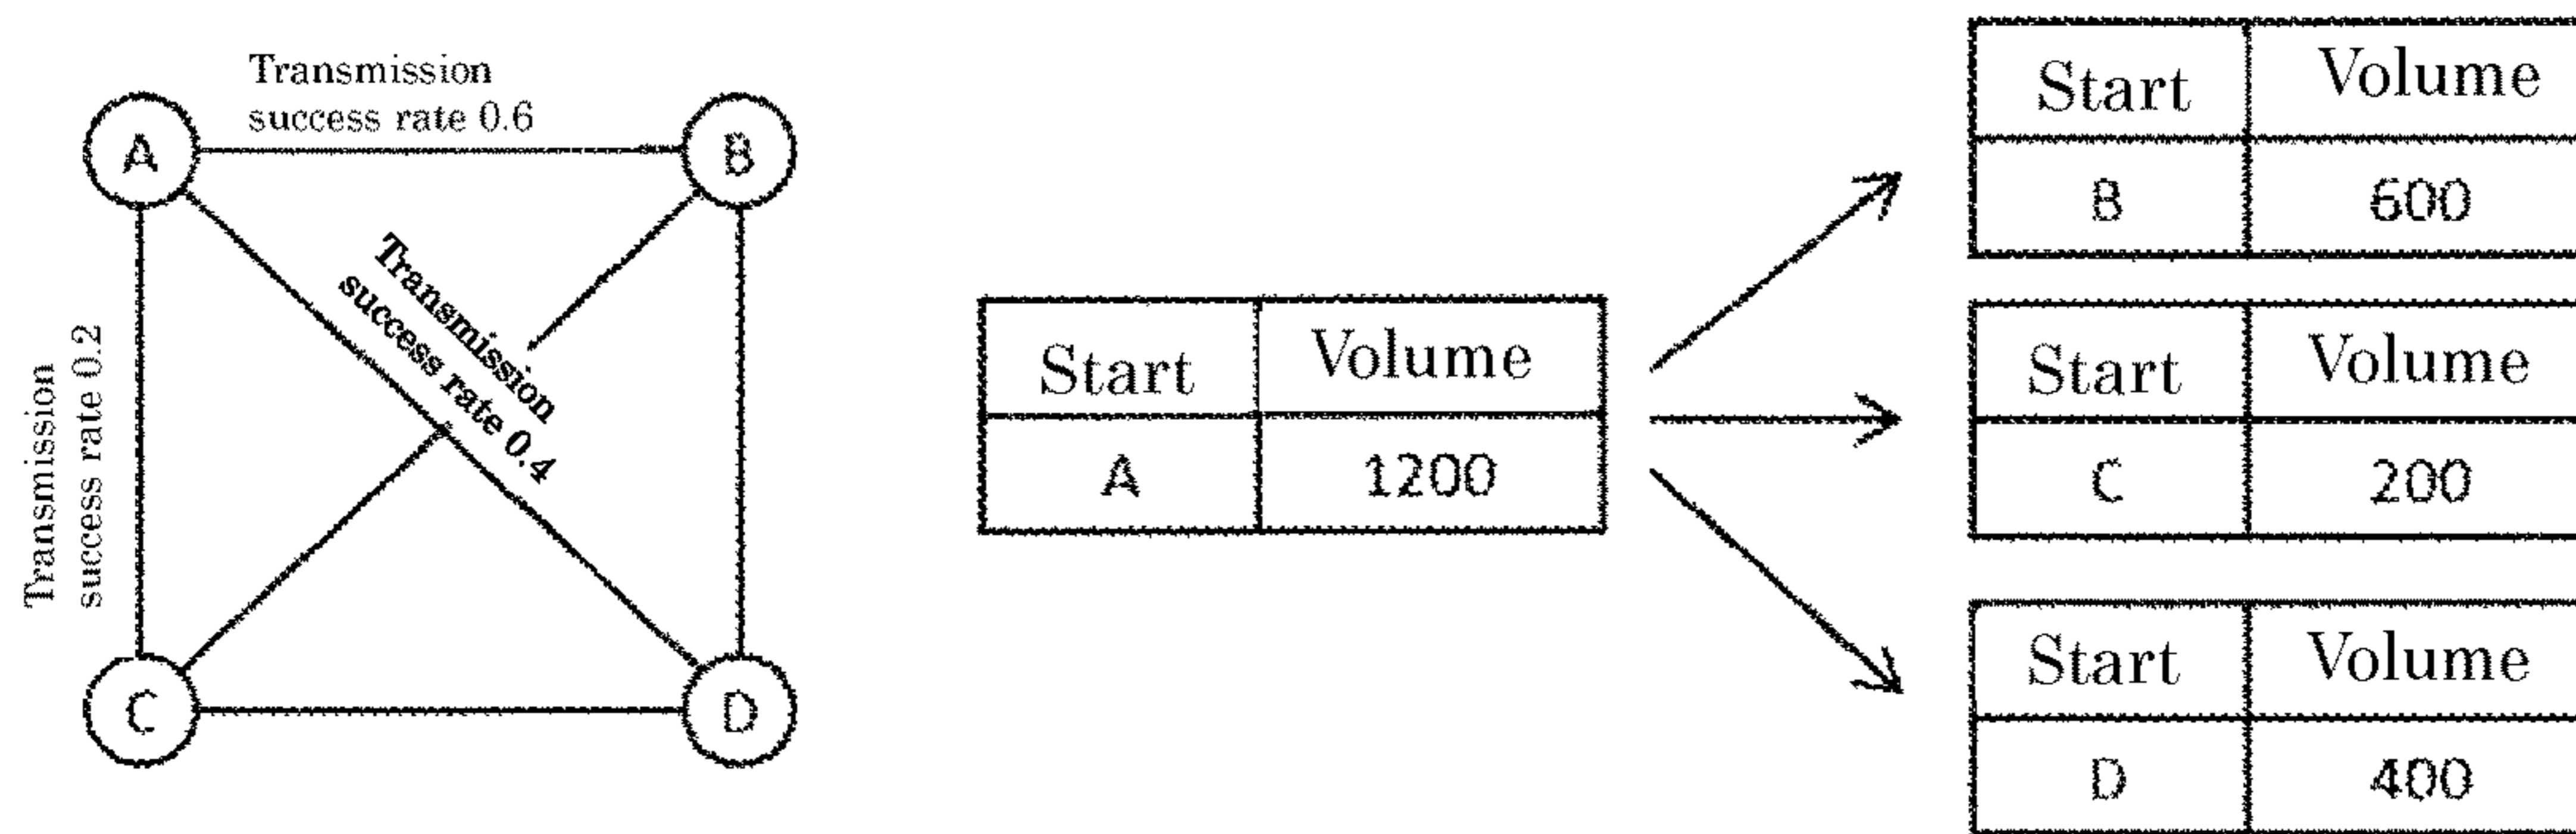 Transmission
success rate 0.6
A
B
Transmission
success rate 0.4
Transmission
success rate 0.2
C
D
Start Volume
A 1200
Start Volume
B 600
Start Volume
C 200
Start Volume
D 400